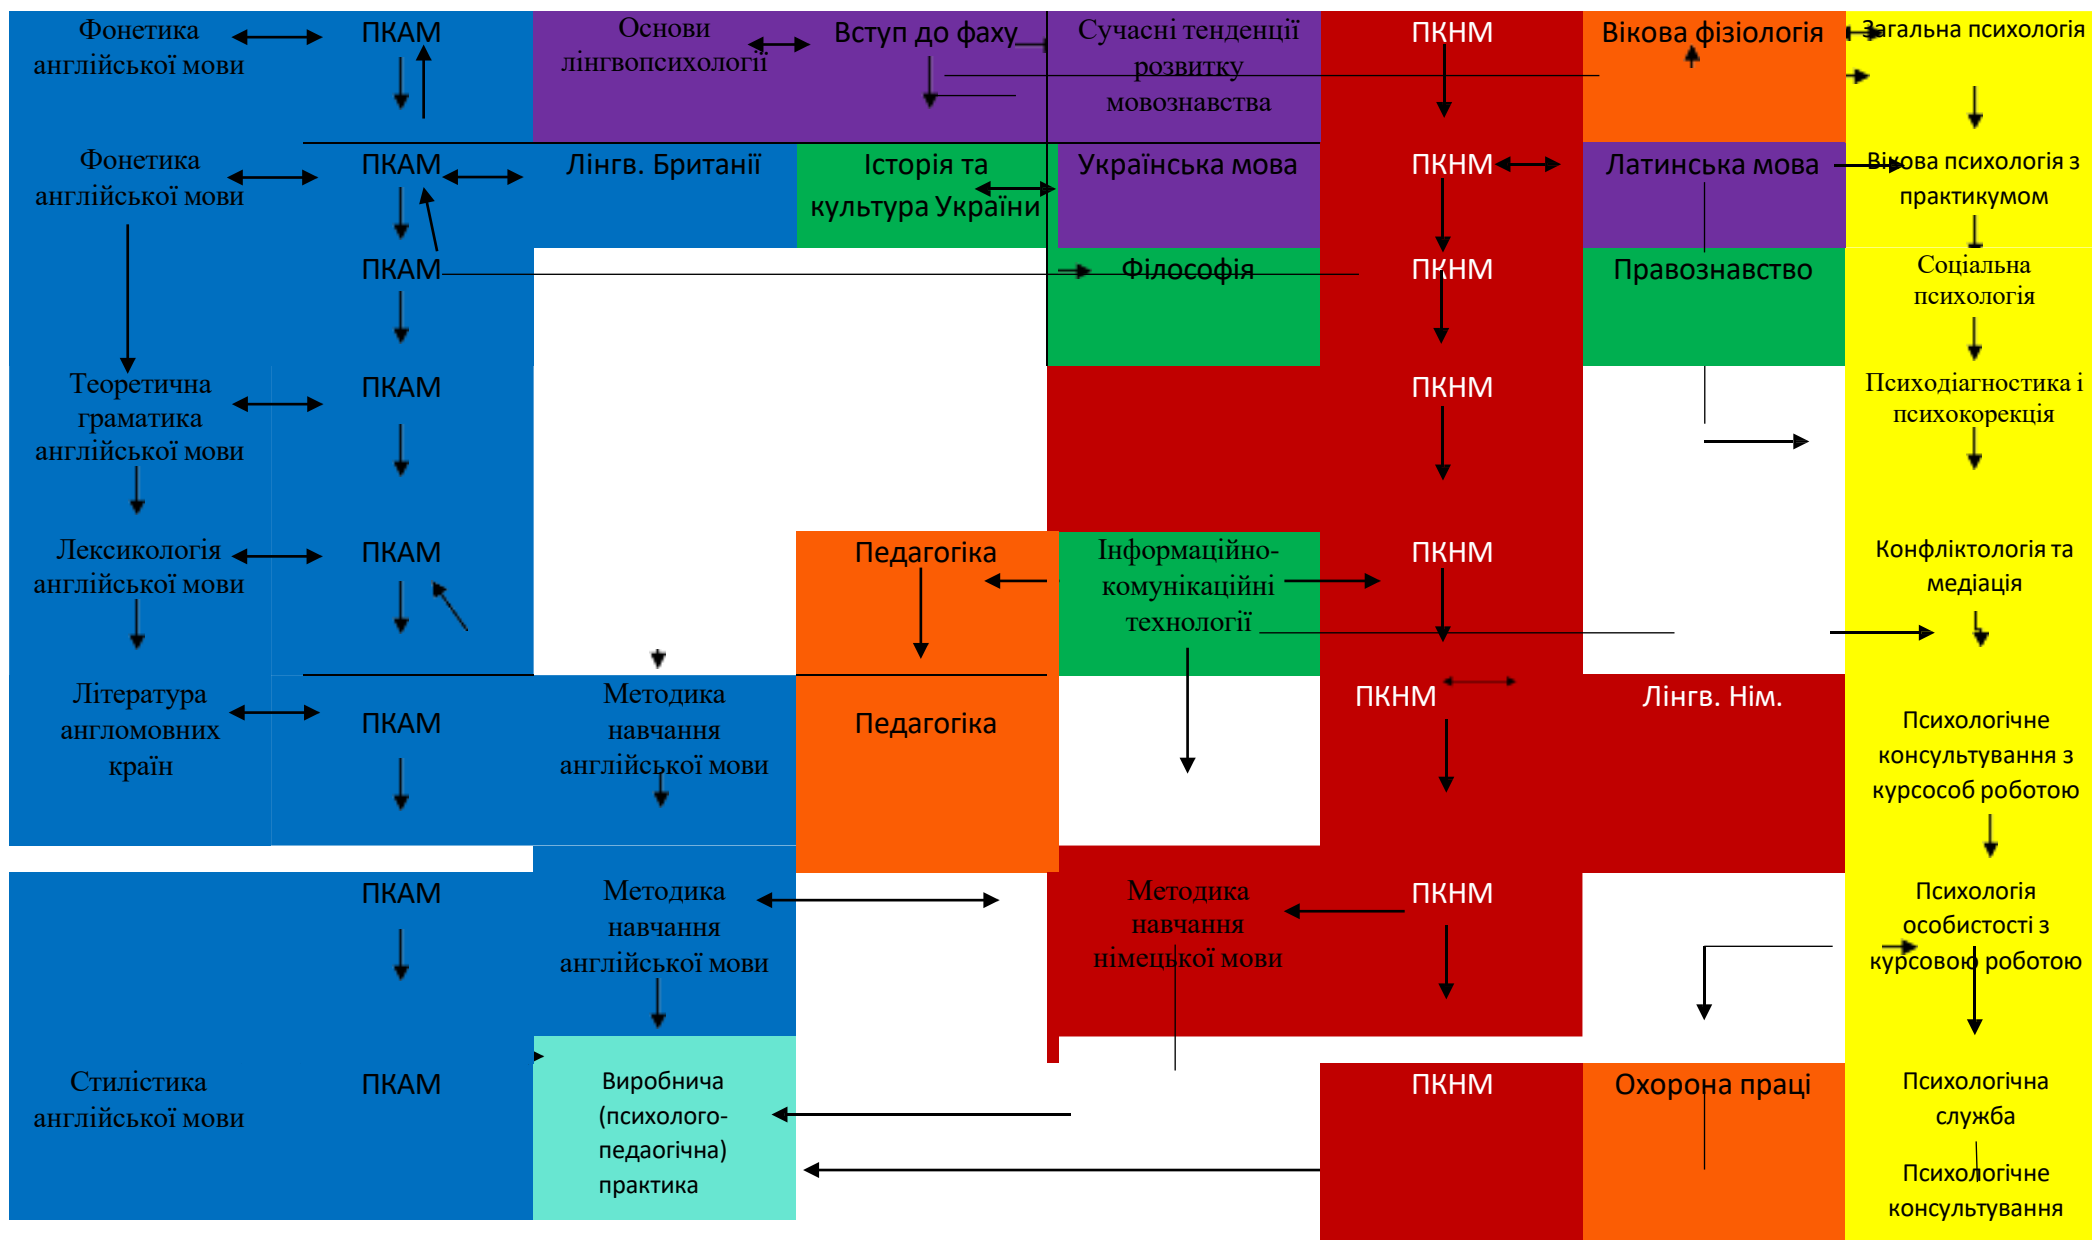 Фонетика
англійської мови
ПКАМ
Основи
лінгвопсихології
Вступ до фаху
Сучасні тенденції
розвитку
мовознавства
ПКНМ
Вікова фізіологія
Загальна психологія
Фонетика
англійської мови
ПКАМ
Лінгв. Британії
Історія та
культура України
Українська мова
ПКНМ
Латинська мова
Вікова психологія з
практикумом
ПКАМ
Філософія
ПКНМ
Правознавство
Соціальна
психологія
Теоретична
граматика
англійської мови
ПКАМ
ПКНМ
Психодіагностика і
психокорекція
Лексикологія
англійської мови
ПКАМ
Педагогіка
Інформаційно-
комунікаційні
технології
ПКНМ
Конфліктологія та
медіація
Література
англомовних
країн
ПКАМ
Методика
навчання
англійської мови
Педагогіка
ПКНМ
Лінгв. Нім.
Психологічне
консультування з
курсособ роботою
ПКАМ
Методика
навчання
англійської мови
Методика
навчання
німецької мови
ПКНМ
Психологія
особистості з
курсовою роботою
Стилістика
англійської мови
ПКАМ
Виробнича
(психолого-
педаогічна)
практика
ПКНМ
Охорона праці
Психологічна
служба
Психологічне
консультування